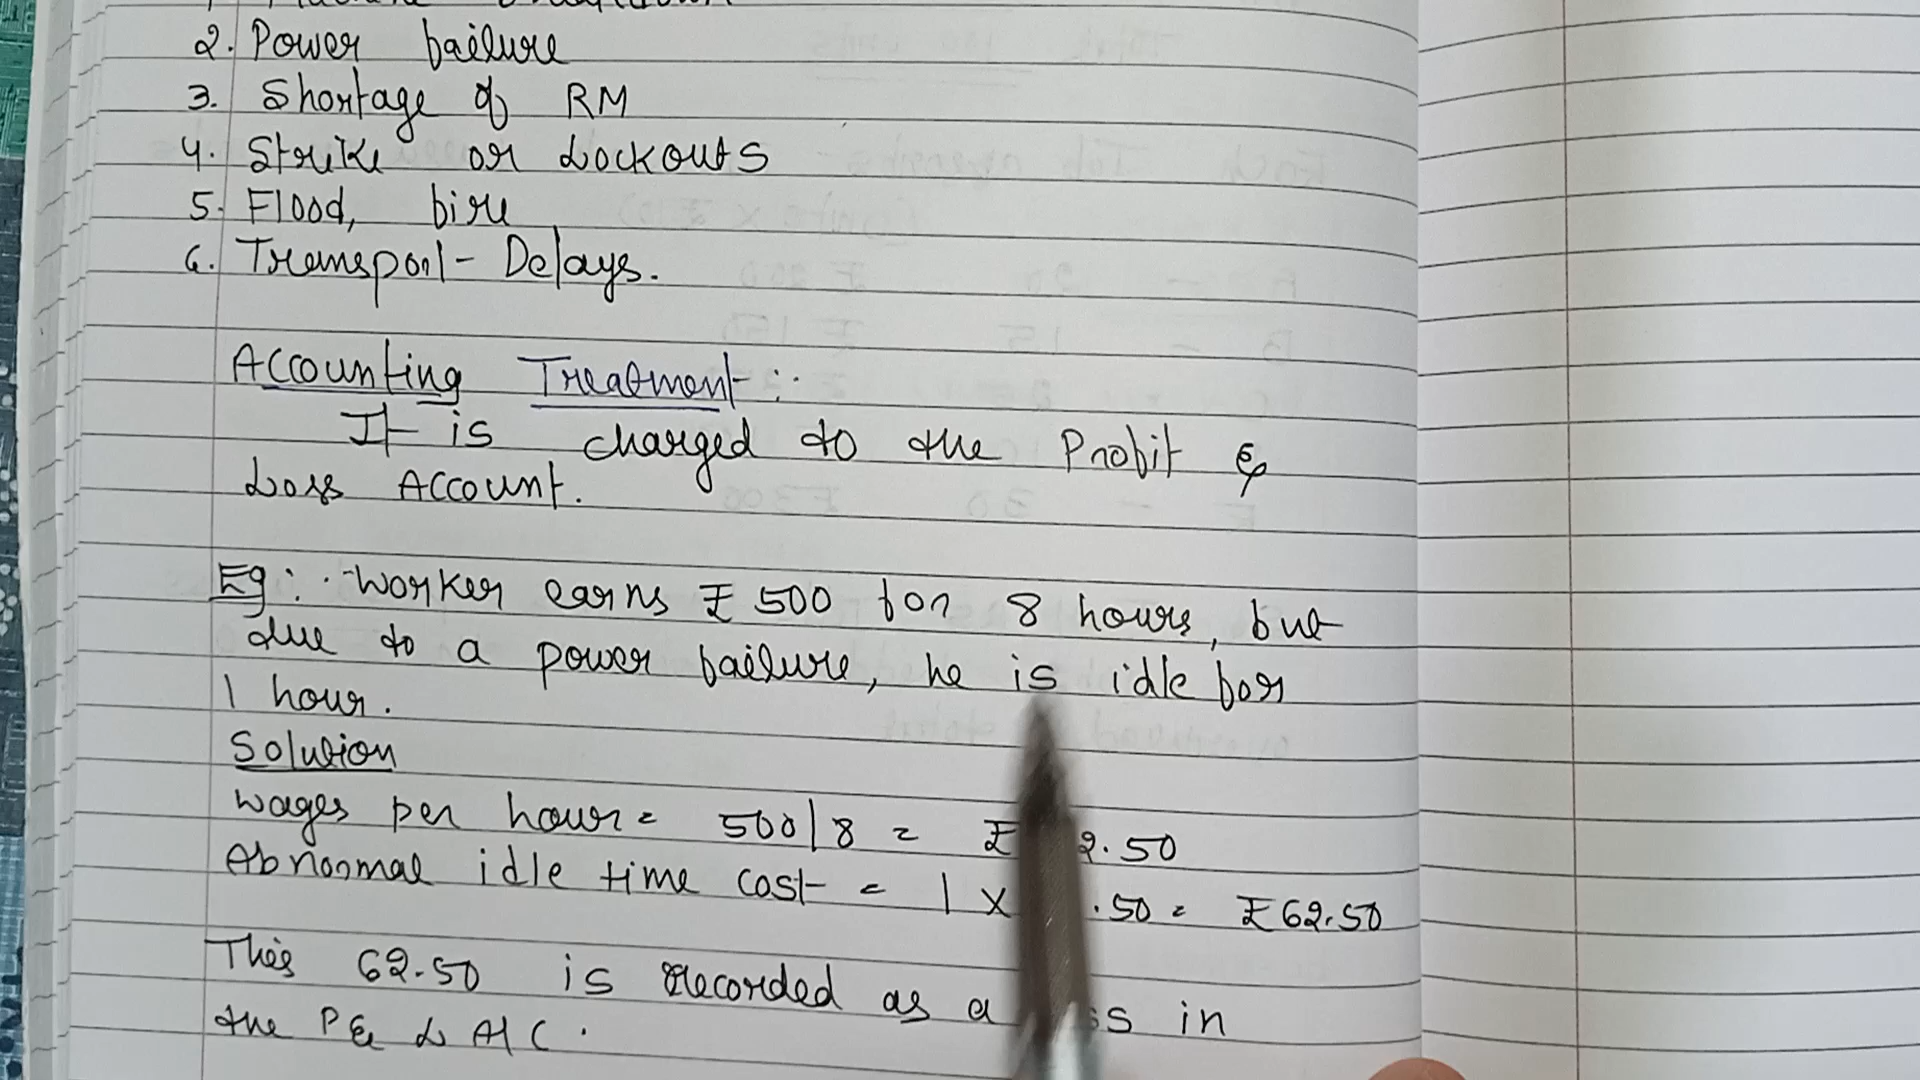 2. Power failure
3. Shortage of RM
4. Strike or Lockouts
5. Flood, fire
6. Transport Delays.
Accounting Treatment:
It is charged to the Profit &
Loss Account.
Eg: Worker earns ₹ 500 for 8 hours, but
due to a power failure, he is idle for
1 hour.
Solution
Wages per hour = 500/8 = ₹ 2.50
Abnormal idle time cost = 1 × .50 = ₹62.50
This 62.50 is recorded as a in
the P & L A/C.